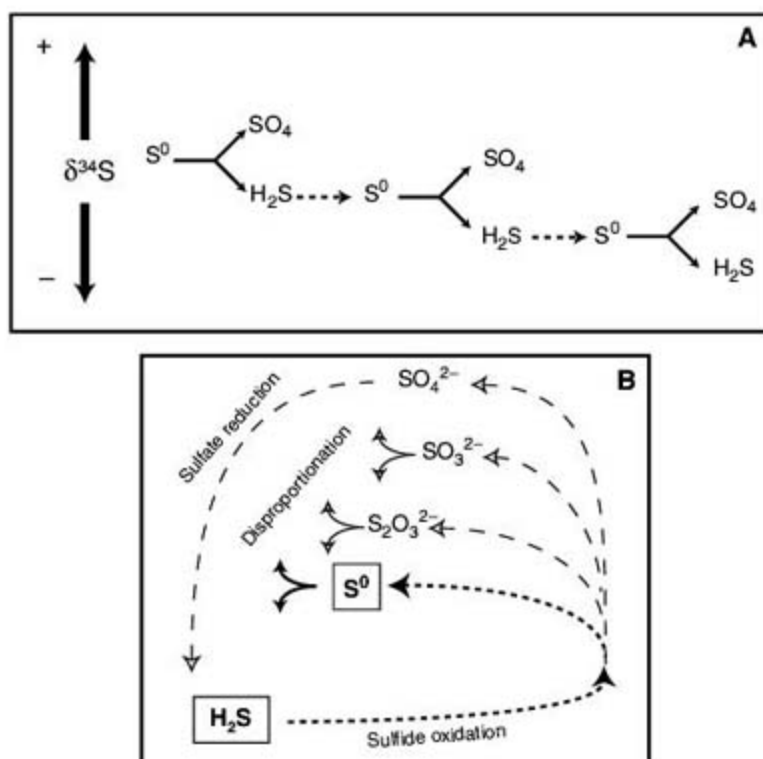 A
+
δ³⁴S
−
S⁰
SO₄
H₂S
S⁰
SO₄
H₂S
S⁰
SO₄
H₂S
B
SO₄²⁻
Sulfate reduction
SO₃²⁻
Disproportionation
S₂O₃²⁻
S⁰
H₂S
Sulfide oxidation